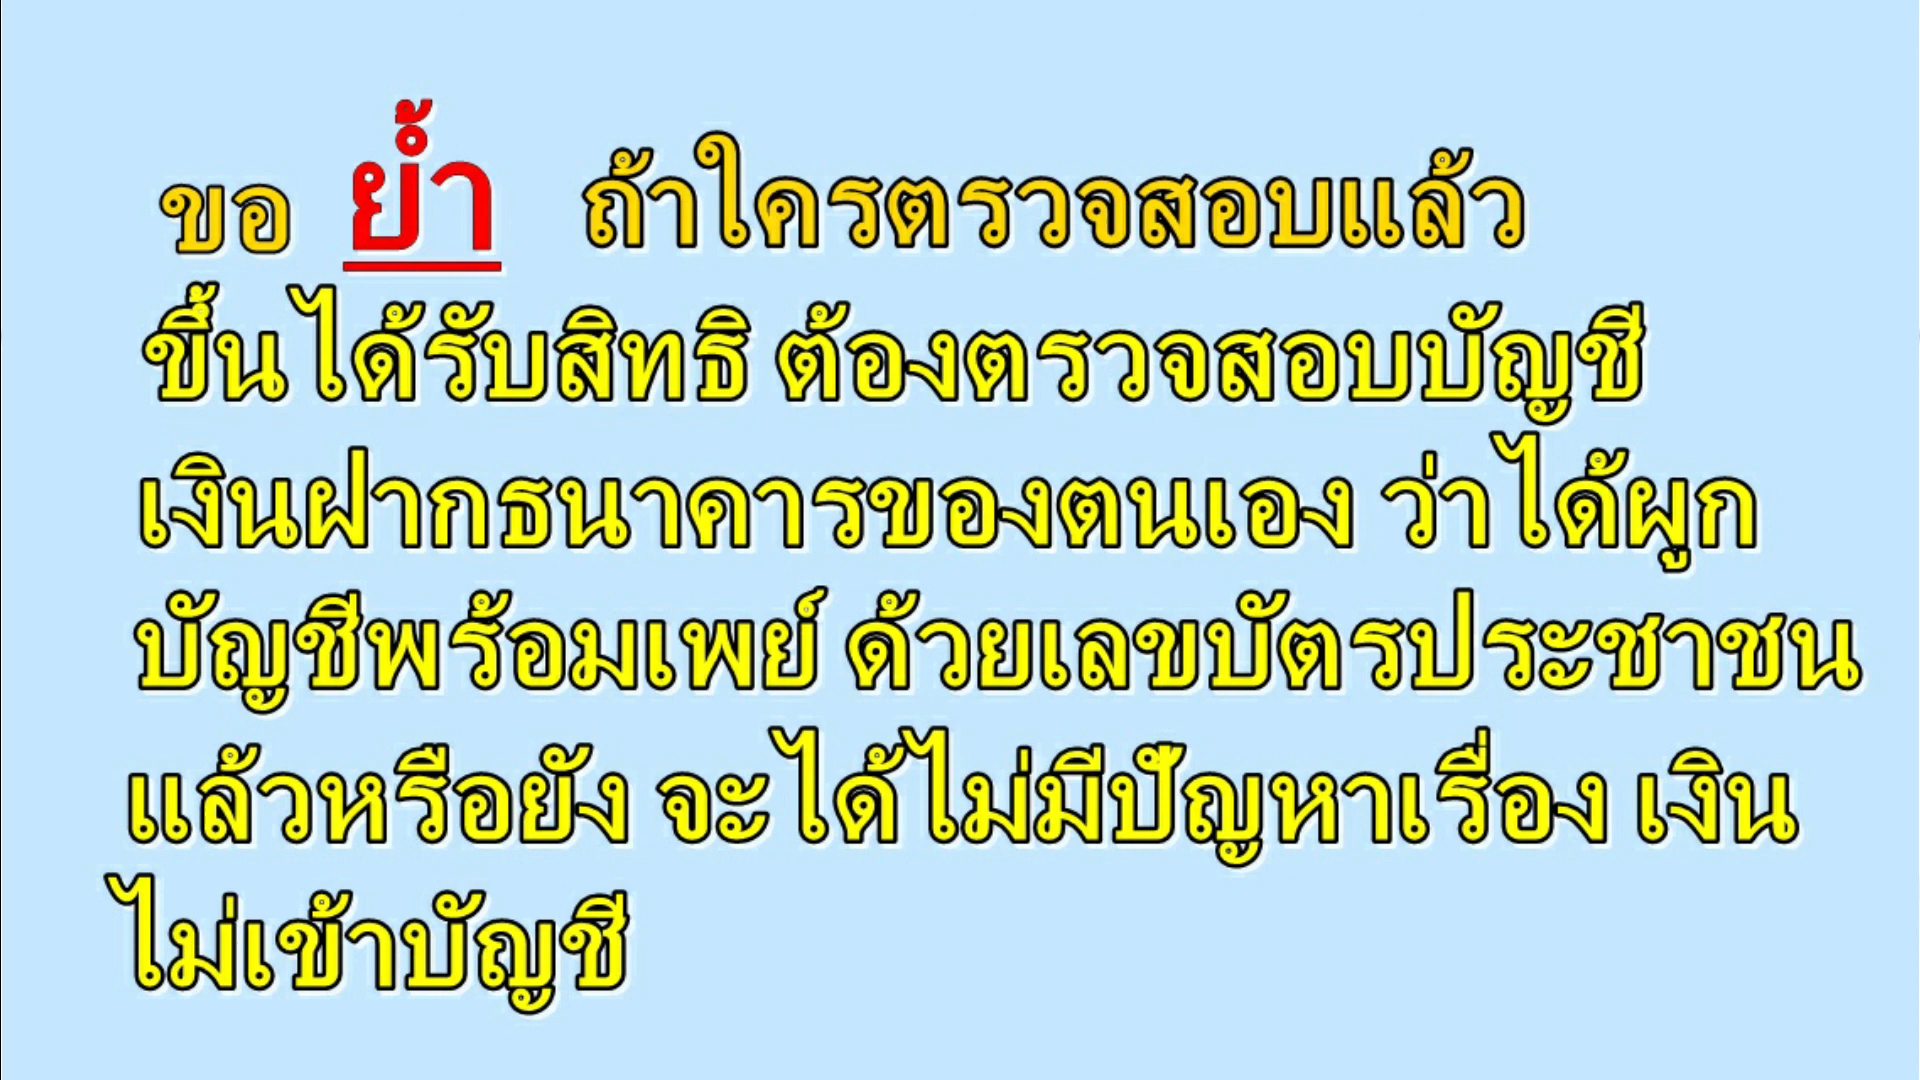 ขอ ย้ำ ถ้าใครตรวจสอบแล้ว
ขึ้นได้รับสิทธิ ต้องตรวจสอบบัญชี
เงินฝากธนาคารของตนเอง ว่าได้ผูก
บัญชีพร้อมเพย์ ด้วยเลขบัตรประชาชน
แล้วหรือยัง จะได้ไม่มีปัญหาเรื่อง เงิน
ไม่เข้าบัญชี